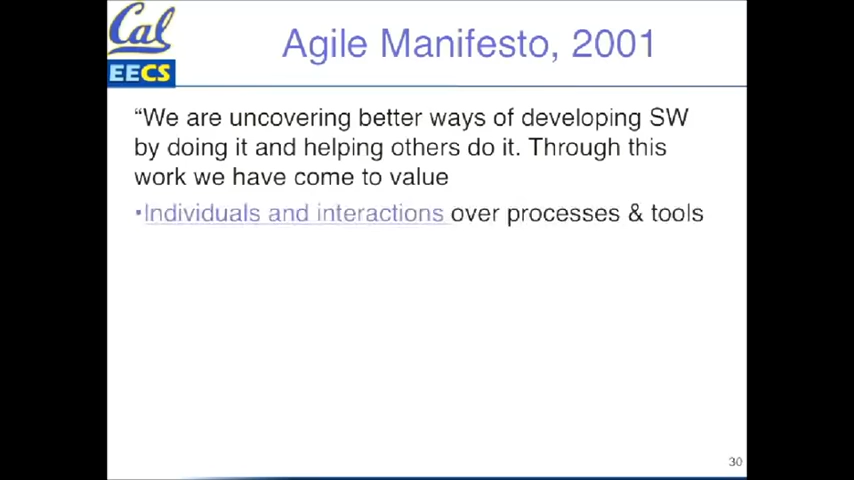 Cal
EECS
Agile Manifesto, 2001
“We are uncovering better ways of developing SW
by doing it and helping others do it. Through this
work we have come to value
•Individuals and interactions over processes & tools
30